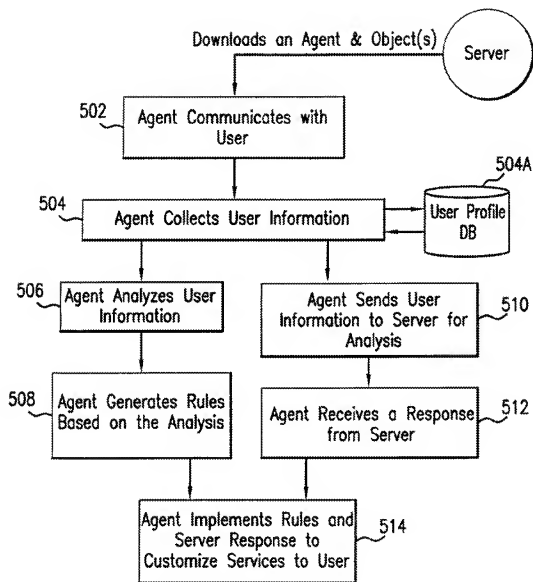 Downloads an Agent & Object(s)
Server
502
Agent Communicates with
User
504A
504
Agent Collects User Information
User Profile
DB
506
Agent Analyzes User
Information
Agent Sends User
Information to Server for
Analysis
510
508
Agent Generates Rules
Based on the Analysis
Agent Receives a Response
from Server
512
Agent Implements Rules and
Server Response to
Customize Services to User
514